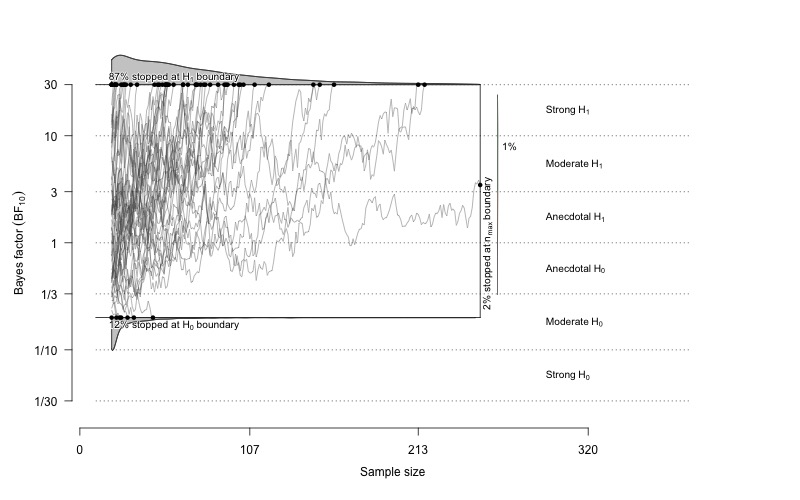 87% stopped at H1 boundary
30
Strong H1
10
1%
Moderate H1
3
Anecdotal H1
Bayes factor (BF10)
1
2% stopped at nmax boundary
Anecdotal H0
1/3
12% stopped at H0 boundary
Moderate H0
1/10
Strong H0
1/30
0
107
213
320
Sample size